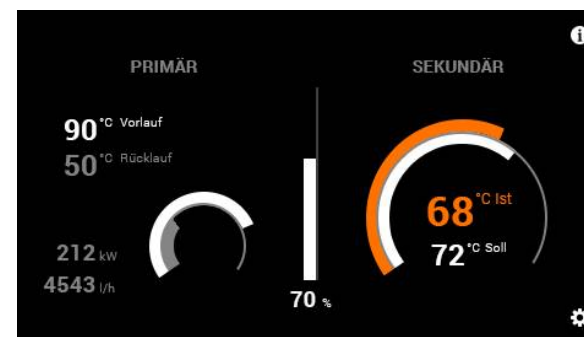 PRIMÄR
90 °C Vorlauf
50 °C Rücklauf
212 kW
4543 l/h
70 %
SEKUNDÄR
68 °C Ist
72 °C Soll